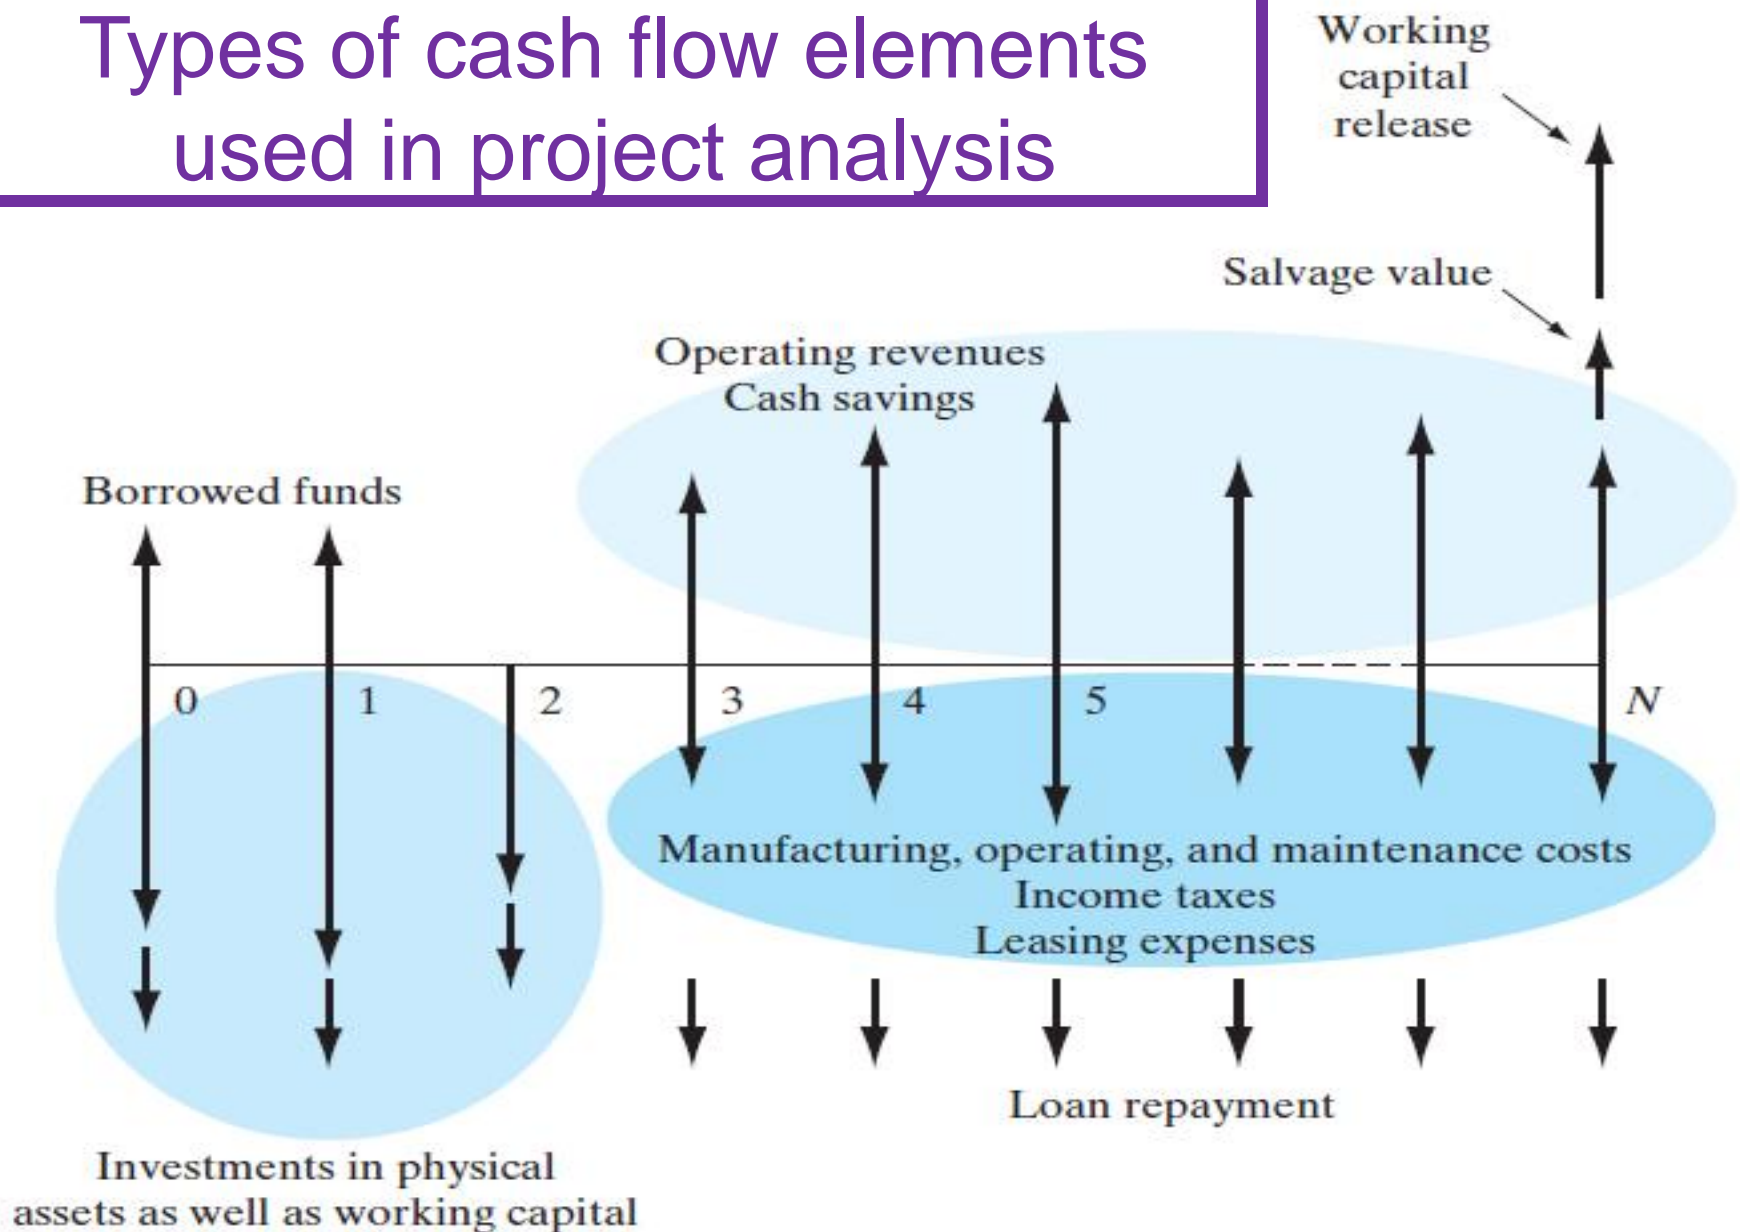 Types of cash flow elements
used in project analysis
Working
capital
release
Salvage value
Operating revenues
Cash savings
Borrowed funds
0 1 2 3 4 5 N
Manufacturing, operating, and maintenance costs
Income taxes
Leasing expenses
Loan repayment
Investments in physical
assets as well as working capital